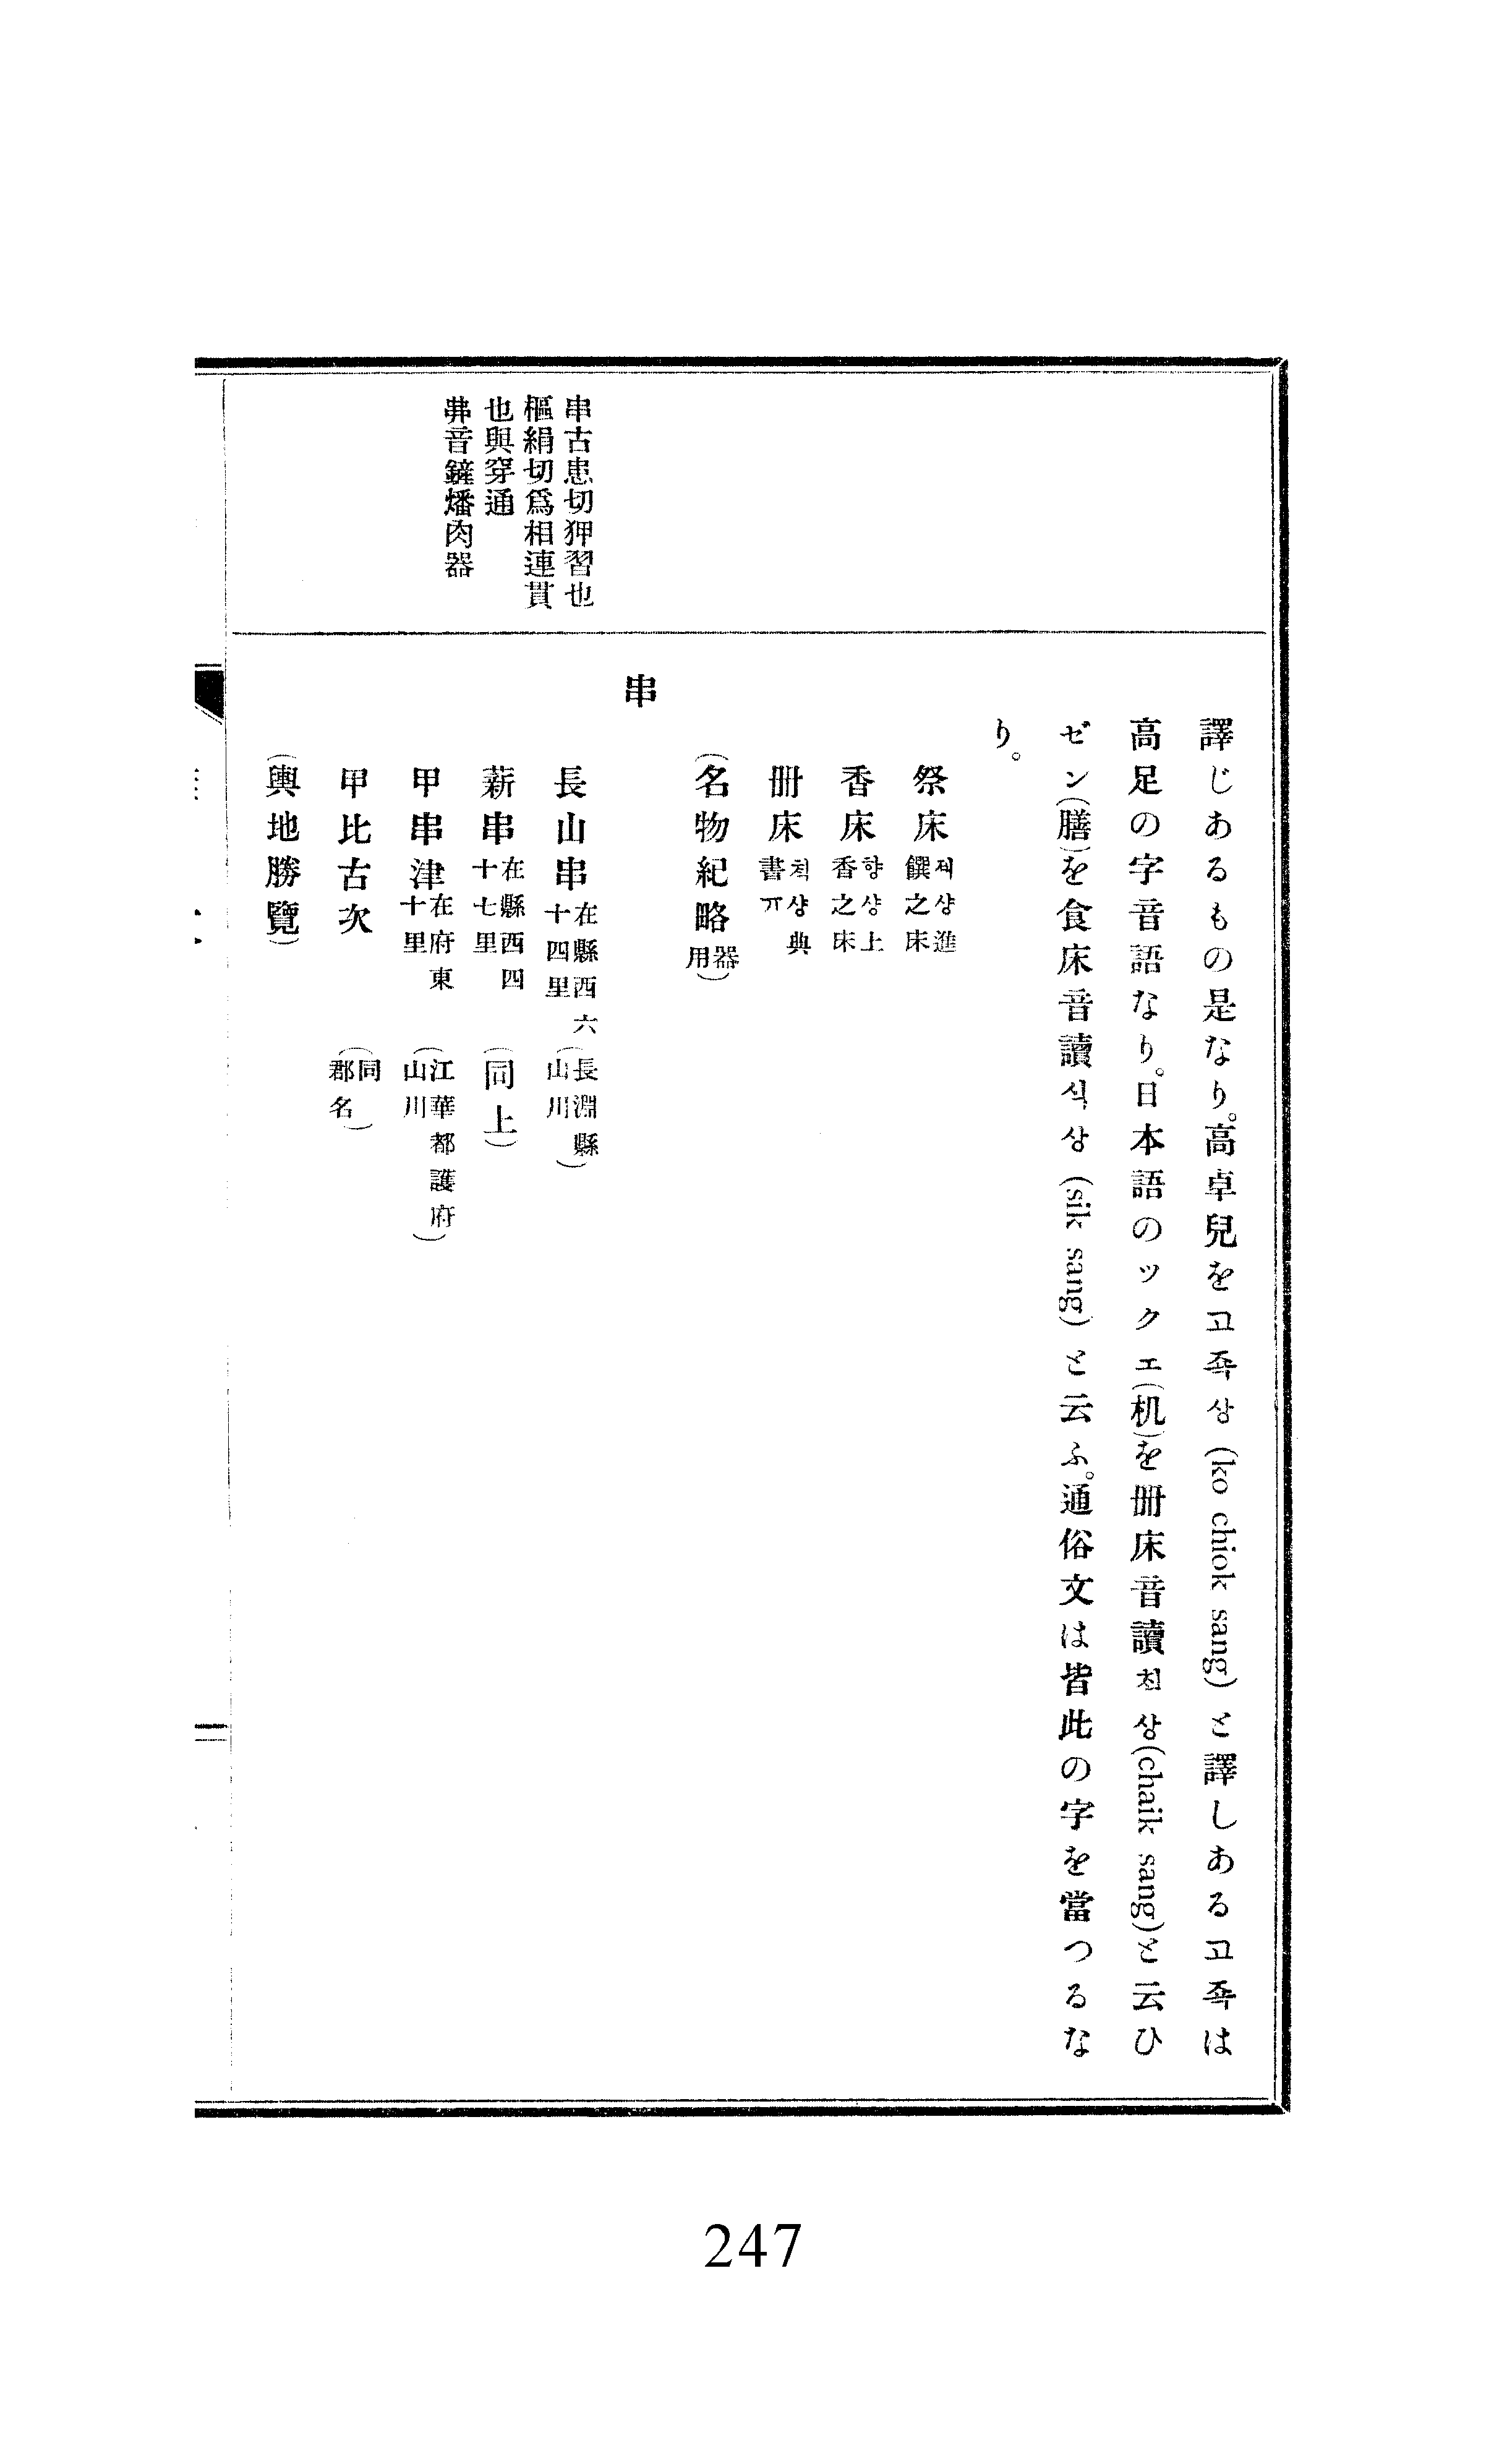 譯じあるもの是なり。高卓兒を고죡상 (ko chiok sang) と譯しある고죡は
高足の字音語なり。日本語のツクエ(机)を册床音讀칙상(chaik sang)と云ひ
ゼン(膳)を食床音讀식상 (sik sang) と云ふ。通俗文は皆此の字を當つるな
り。
祭床 졔상進饌之床
香床 향상上香之床
册床 칙상典書丌
(名物紀略 器用)
串
長山串 在縣西六十四里 (長淵縣山川)
薪串 在縣西四十七里 (同上)
甲串津 在府東十里 (江華都護府山川)
甲比古次 (同郡名)
(輿地勝覽)
串古患切狎習也
樞絹切爲相連貫
也與穿通
弗音鏟燔肉器
247